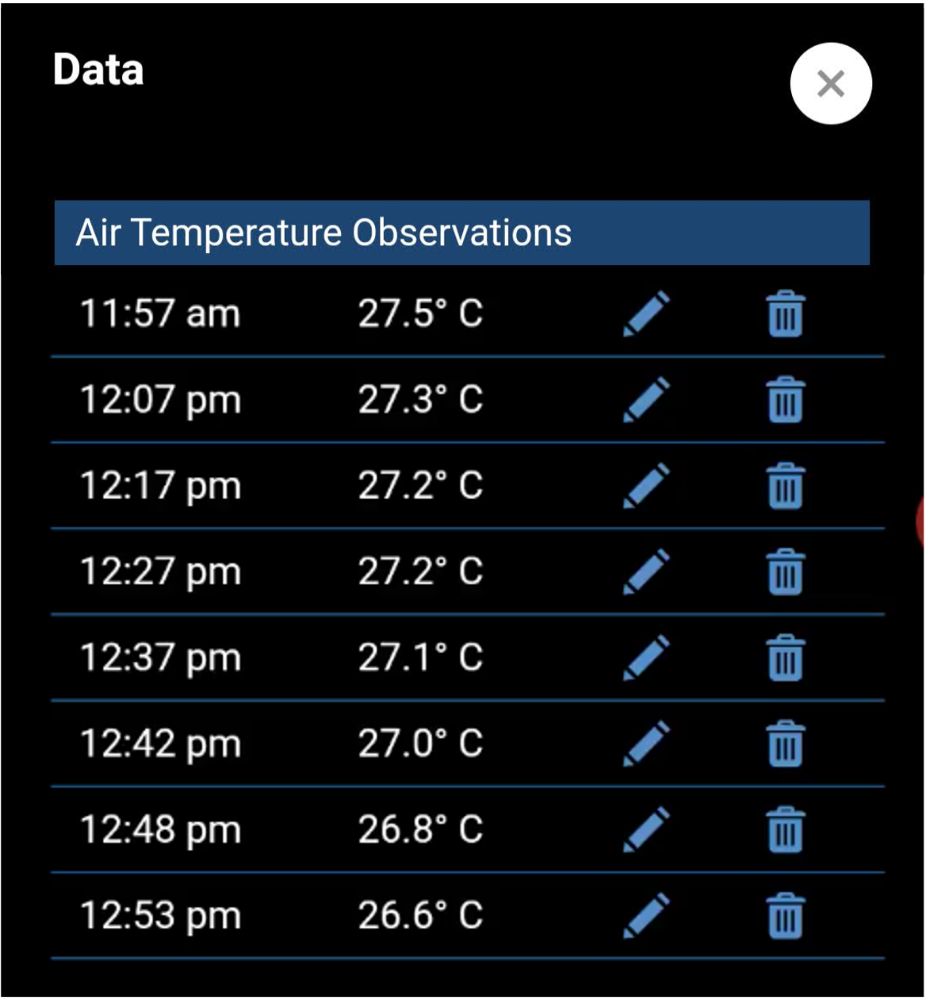 Data
Air Temperature Observations
11:57 am 27.5° C
12:07 pm 27.3° C
12:17 pm 27.2° C
12:27 pm 27.2° C
12:37 pm 27.1° C
12:42 pm 27.0° C
12:48 pm 26.8° C
12:53 pm 26.6° C